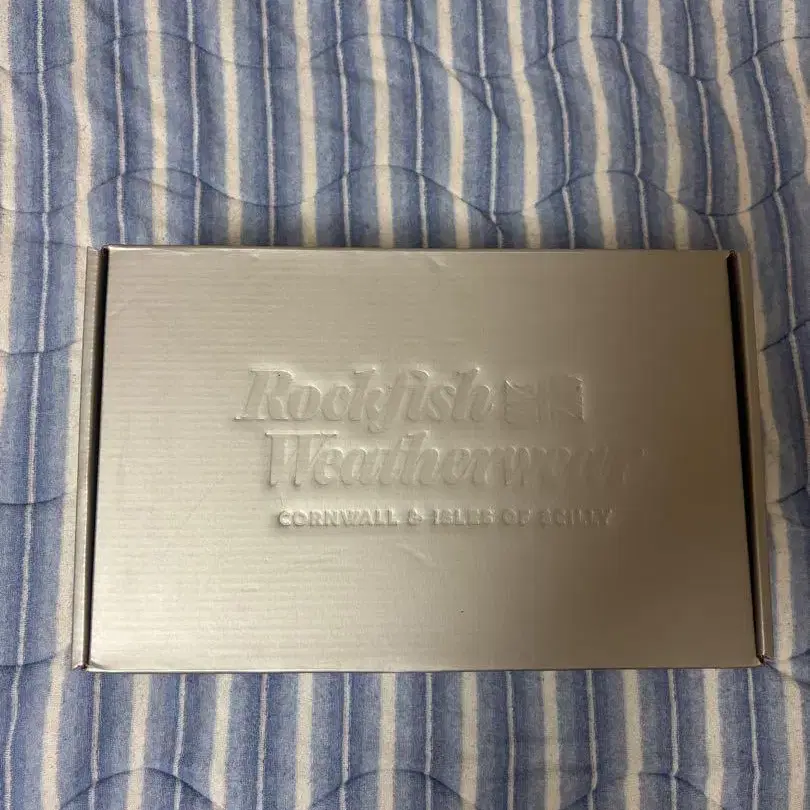 Rockfish
Weatherwear
CORNWALL & ISLES OF SCILLY